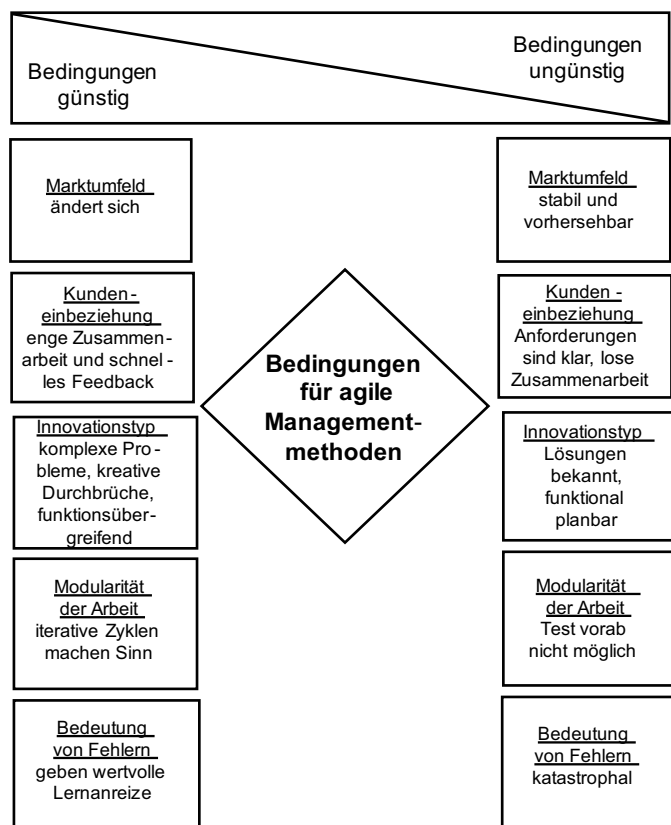 Bedingungen
günstig
Bedingungen
ungünstig
Marktumfeld
ändert sich
Kunden-
einbeziehung
enge Zusammen-
arbeit und schnel-
les Feedback
Innovationstyp
komplexe Pro-
bleme, kreative
Durchbrüche,
funktionsüber-
greifend
Modularität
der Arbeit
iterative Zyklen
machen Sinn
Bedeutung
von Fehlern
geben wertvolle
Lernanreize
Bedingungen
für agile
Management-
methoden
Marktumfeld
stabil und
vorhersehbar
Kunden-
einbeziehung
Anforderungen
sind klar, lose
Zusammenarbeit
Innovationstyp
Lösungen
bekannt,
funktional
planbar
Modularität
der Arbeit
Test vorab
nicht möglich
Bedeutung
von Fehlern
katastrophal